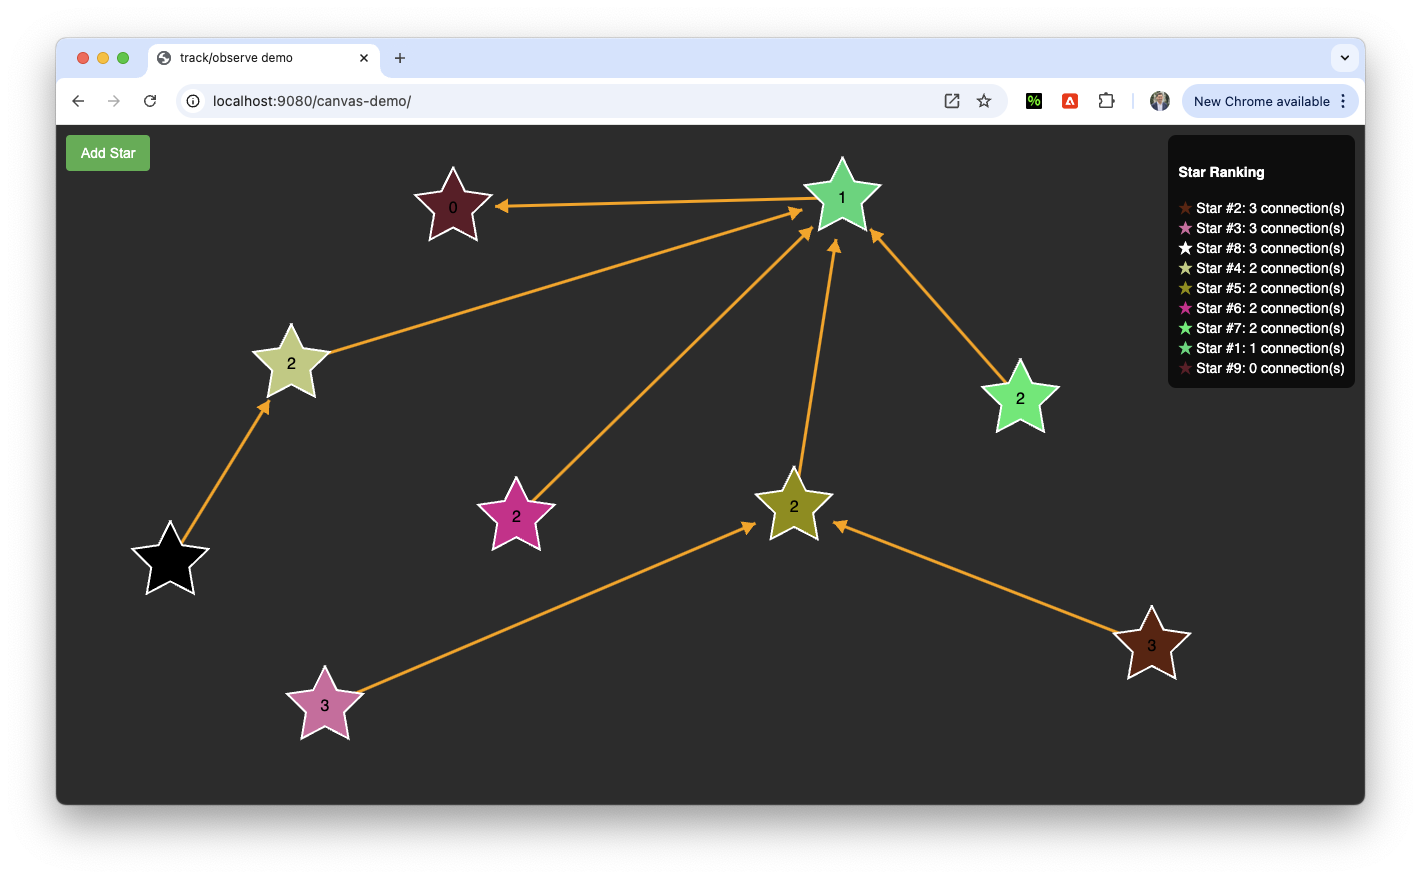 track/observe demo
localhost:9080/canvas-demo/
%
New Chrome available
Add Star
Star Ranking
Star #2: 3 connection(s)
Star #3: 3 connection(s)
Star #8: 3 connection(s)
Star #4: 2 connection(s)
Star #5: 2 connection(s)
Star #6: 2 connection(s)
Star #7: 2 connection(s)
Star #1: 1 connection(s)
Star #9: 0 connection(s)
0
1
2
2
2
2
3
3